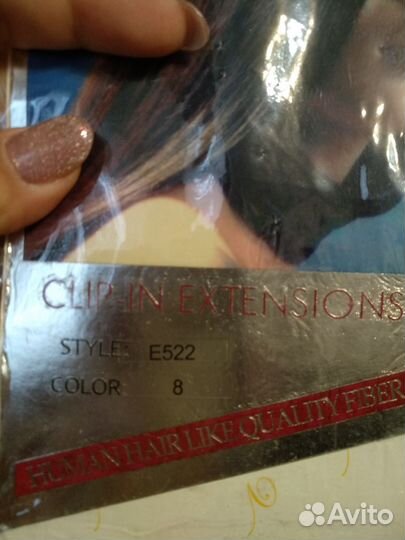 CLIP-IN EXTENSIONS
STYLE: E522
COLOR 8
HUMAN HAIR LIKE QUALITY FIBER
Avito